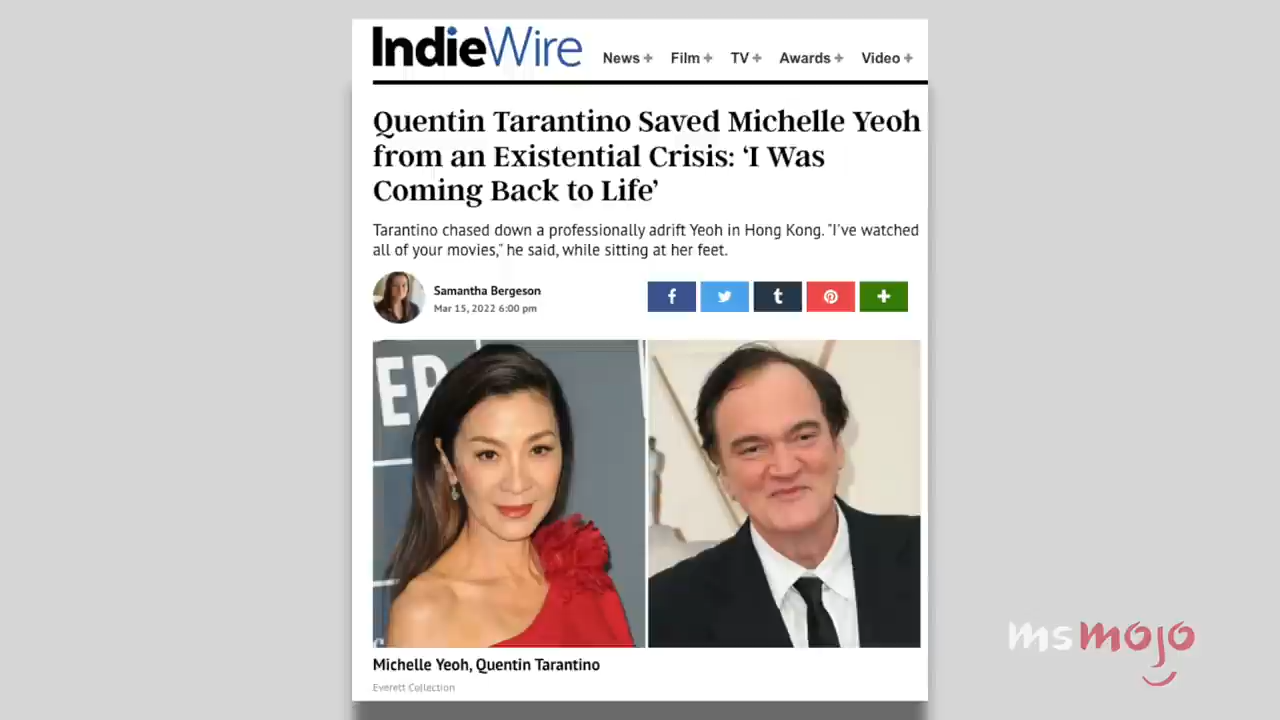 IndieWire
News + Film + TV + Awards + Video +
Quentin Tarantino Saved Michelle Yeoh
from an Existential Crisis: ‘I Was
Coming Back to Life’
Tarantino chased down a professionally adrift Yeoh in Hong Kong. "I've watched
all of your movies," he said, while sitting at her feet.
Samantha Bergeson
Mar 15, 2022 6:00 pm
f t +
ER
Michelle Yeoh, Quentin Tarantino
Everett Collection
msmojo